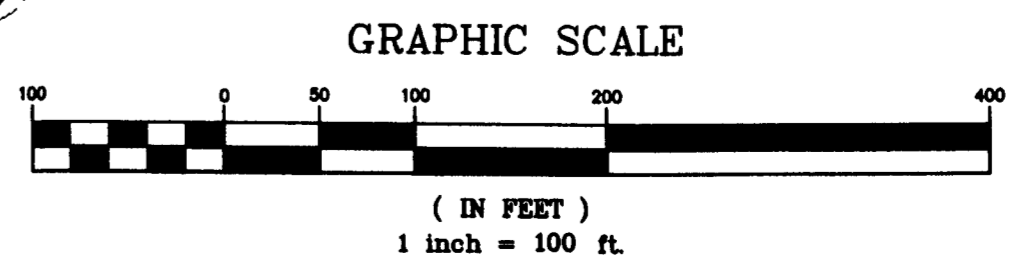 GRAPHIC SCALE
100 0 50 100 200 400
( IN FEET )
1 inch = 100 ft.